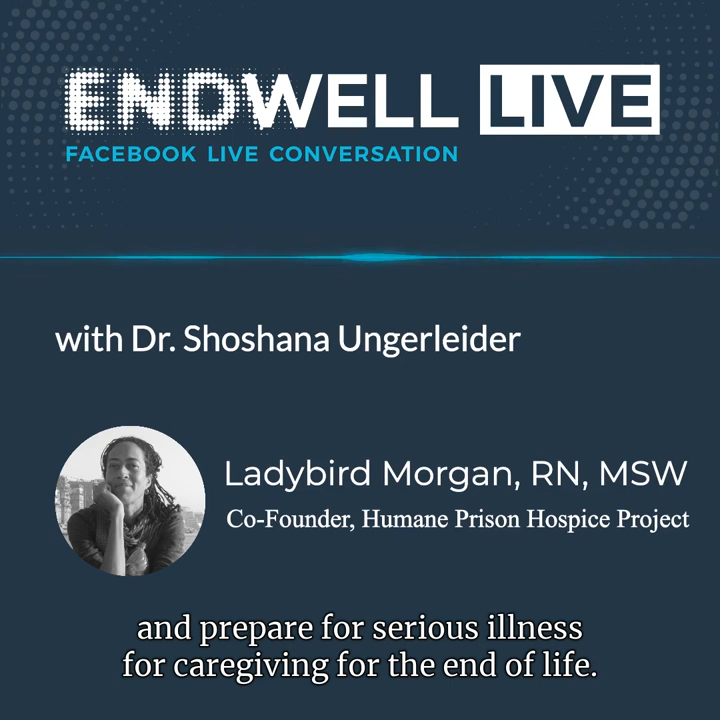 ENDWELL LIVE
FACEBOOK LIVE CONVERSATION
with Dr. Shoshana Ungerleider
Ladybird Morgan, RN, MSW
Co-Founder, Humane Prison Hospice Project
and prepare for serious illness
for caregiving for the end of life.